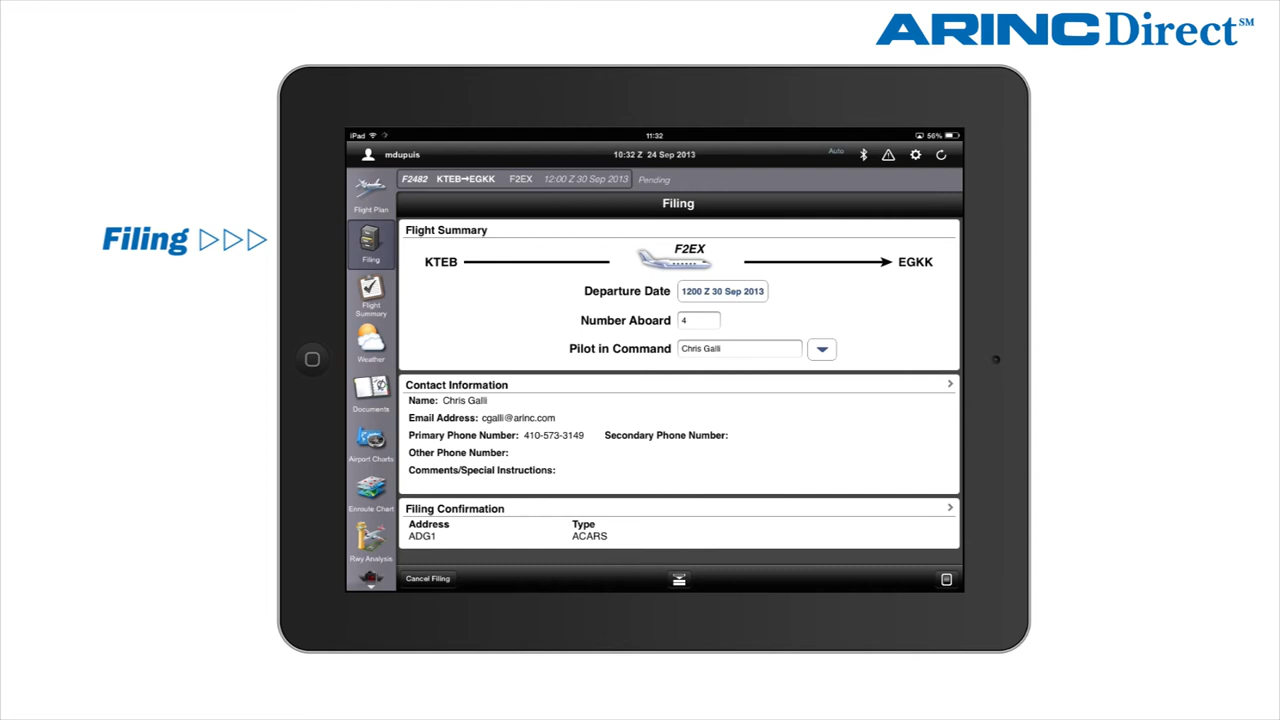 ARINCDirect℠
iPad 11:32 56%
mdupuis 10:32 Z 24 Sep 2013 Auto
F2482 KTEB→EGKK F2EX 12:00 Z 30 Sep 2013 Pending
Flight Plan
Filing
Filing
Filing
Flight Summary
F2EX
KTEB EGKK
Departure Date 1200 Z 30 Sep 2013
Number Aboard 4
Pilot in Command Chris Galli
Flight
Summary
Weather
Documents
Airport Charts
Enroute Chart
Rwy Analysis
Contact Information
Name: Chris Galli
Email Address: cgalli@arinc.com
Primary Phone Number: 410-573-3149 Secondary Phone Number:
Other Phone Number:
Comments/Special Instructions:
Filing Confirmation
Address Type
ADG1 ACARS
Cancel Filing